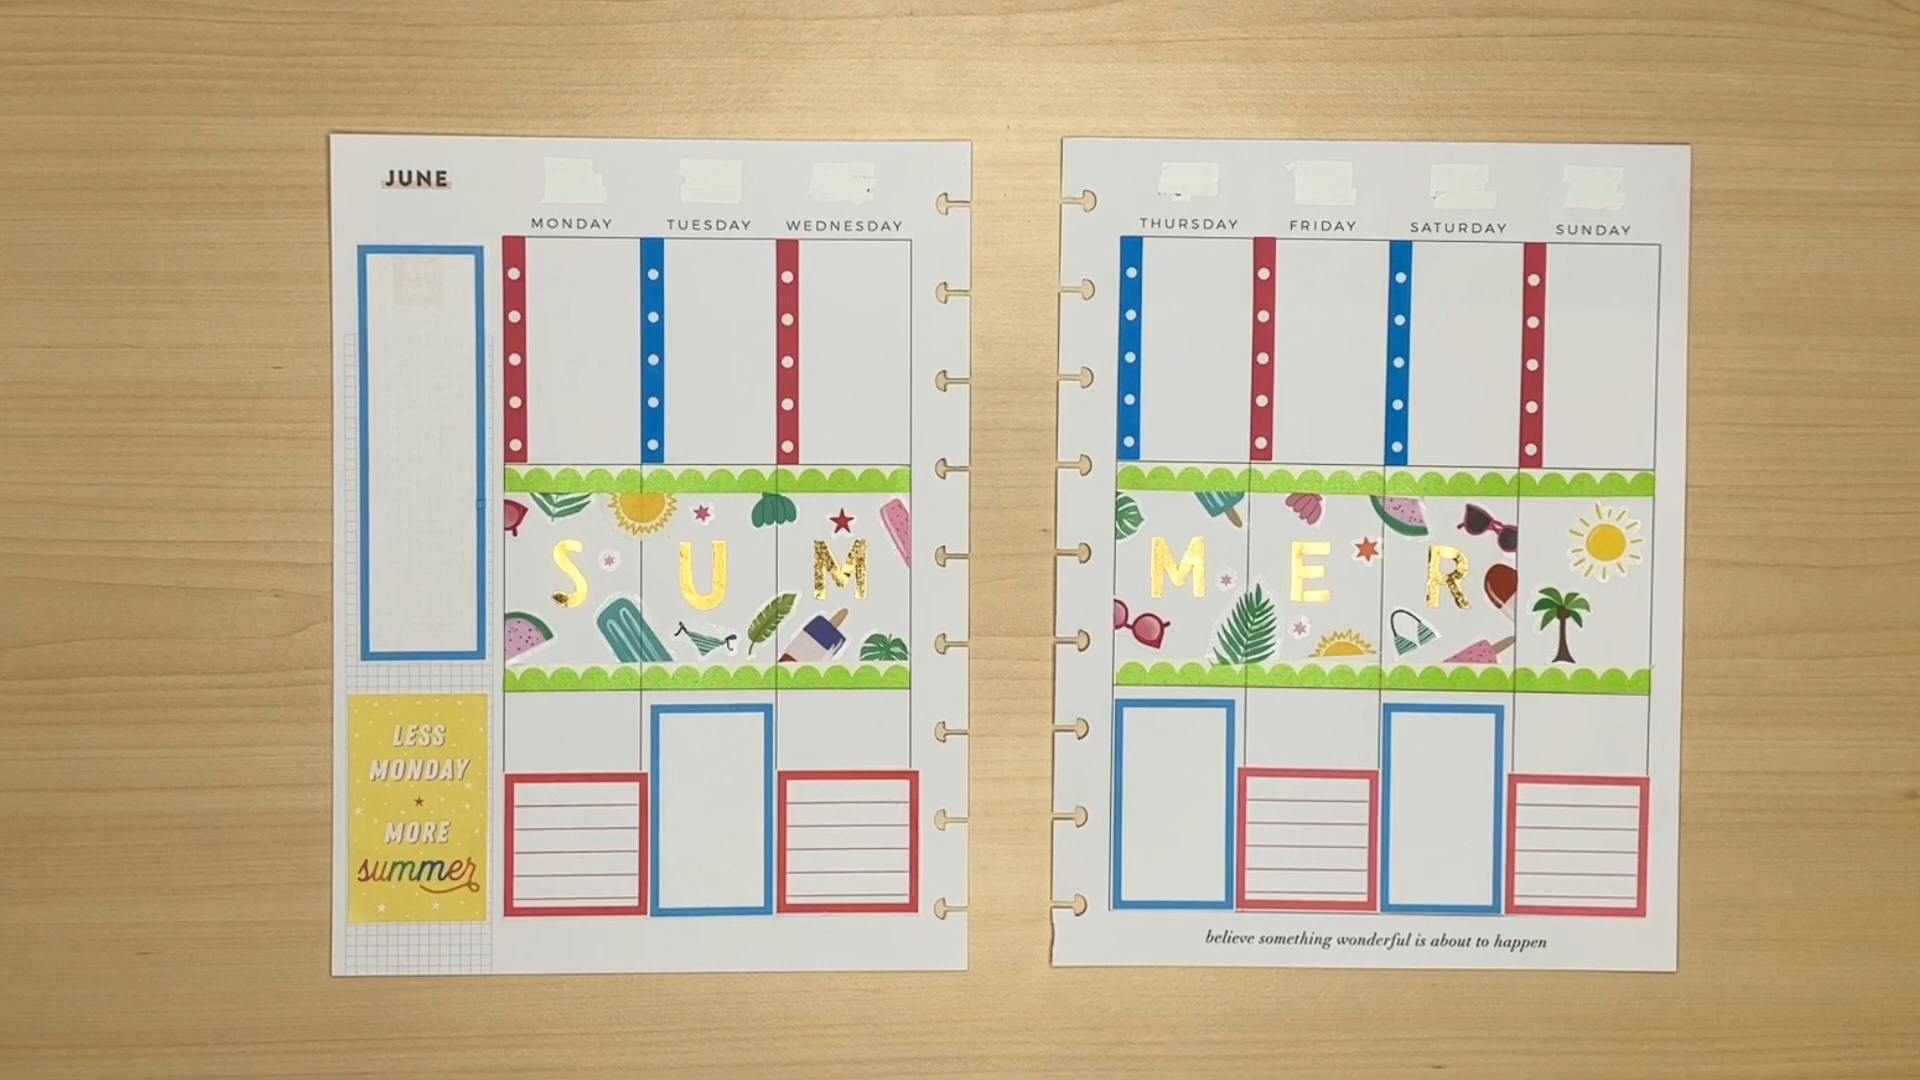 JUNE
MONDAY TUESDAY WEDNESDAY
THURSDAY FRIDAY SATURDAY SUNDAY
S U M
M E R
LESS
MONDAY
MORE
summer
believe something wonderful is about to happen